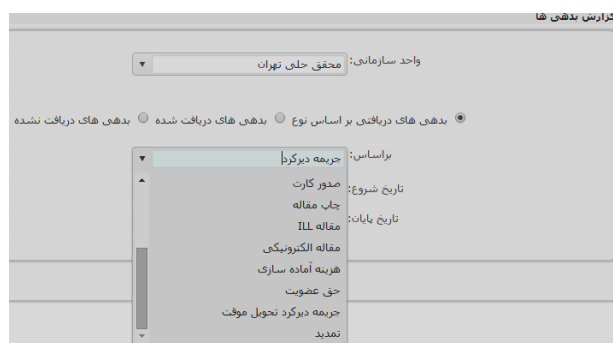 گزارش بدهی ها
واحد سازمانی: محقق حلی تهران
بدهی های دریافتی بر اساس نوع بدهی های دریافت شده بدهی های دریافت نشده
براساس: جریمه دیرکرد
صدور کارت
تاریخ شروع:
چاپ مقاله
تاریخ پایان:
مقاله ILL
مقاله الکترونیکی
هزینه آماده سازی
حق عضویت
جریمه دیرکرد تحویل موقت
تمدید